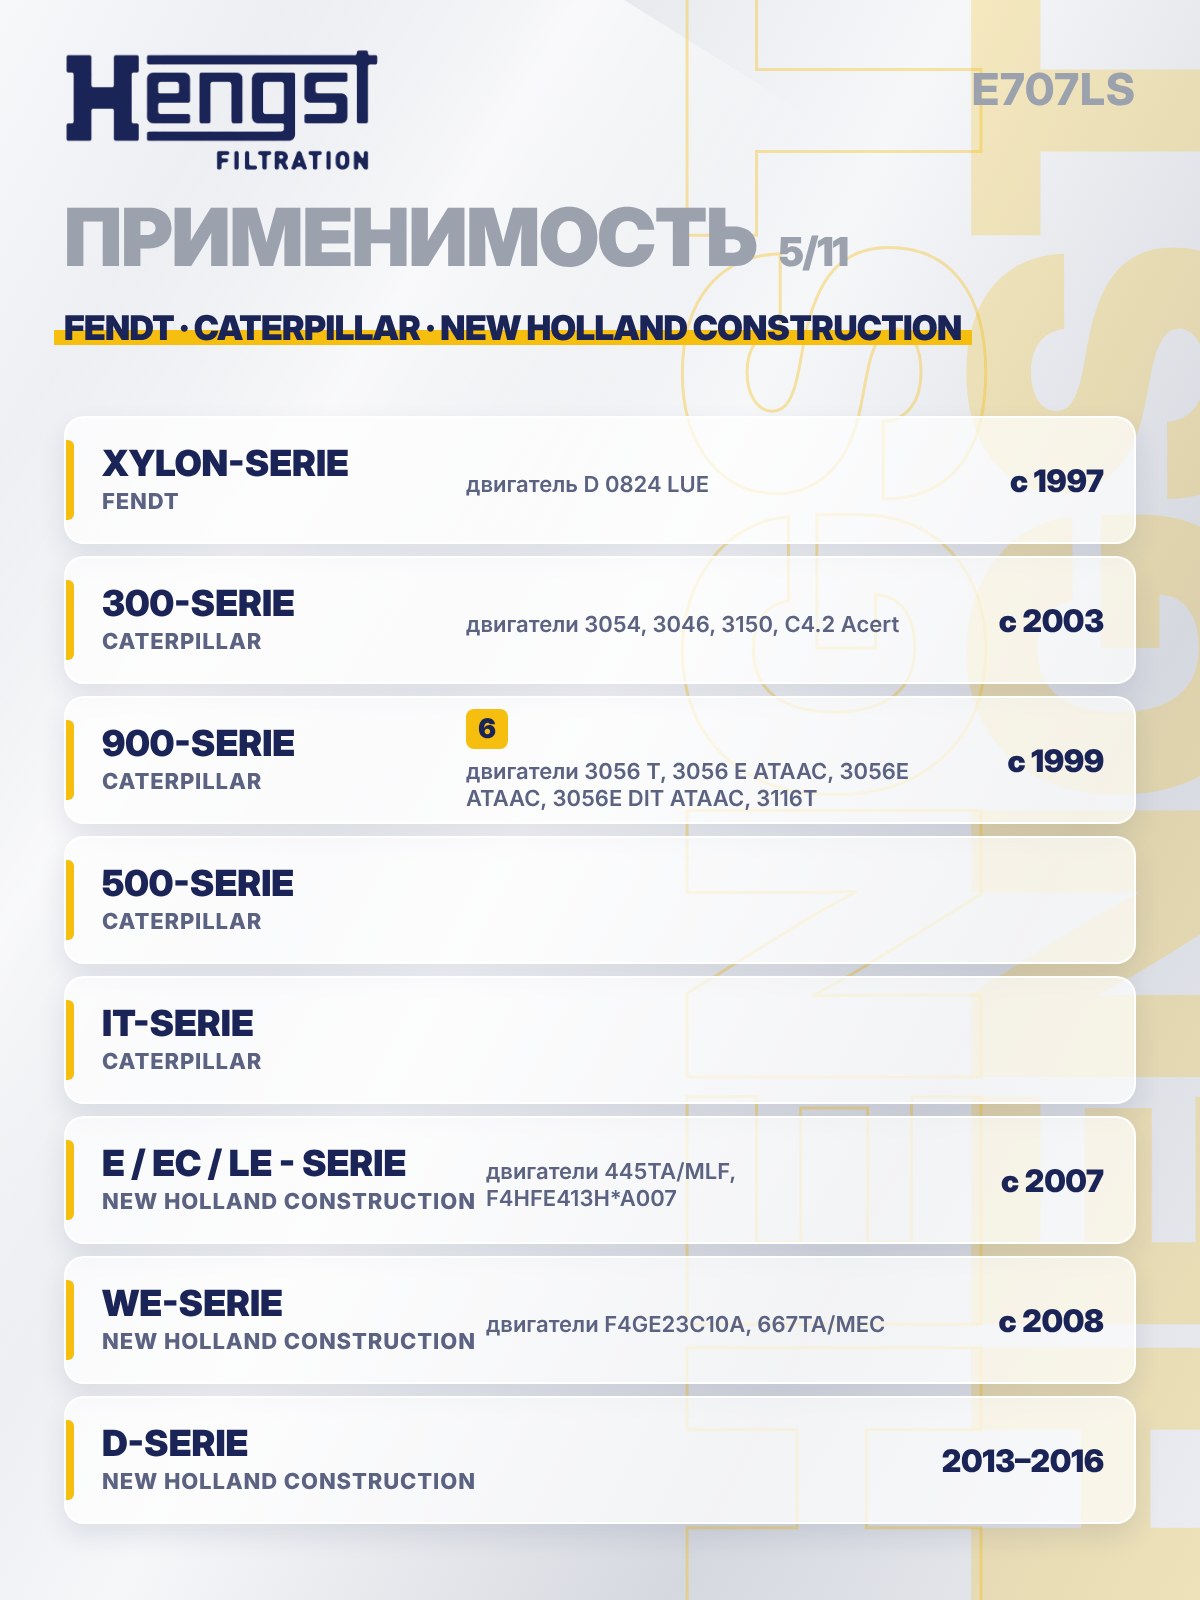 Hengst
FILTRATION
E707LS
ПРИМЕНИМОСТЬ 5/11
FENDT · CATERPILLAR · NEW HOLLAND CONSTRUCTION
XYLON-SERIE
FENDT
двигатель D 0824 LUE
с 1997
300-SERIE
CATERPILLAR
двигатели 3054, 3046, 3150, C4.2 Acert
с 2003
900-SERIE
CATERPILLAR
6
двигатели 3056 T, 3056 E ATAAC, 3056E
ATAAC, 3056E DIT ATAAC, 3116T
с 1999
500-SERIE
CATERPILLAR
IT-SERIE
CATERPILLAR
E / EC / LE - SERIE
NEW HOLLAND CONSTRUCTION
двигатели 445TA/MLF,
F4HFE413H*A007
с 2007
WE-SERIE
NEW HOLLAND CONSTRUCTION
двигатели F4GE23C10A, 667TA/MEC
с 2008
D-SERIE
NEW HOLLAND CONSTRUCTION
2013–2016
HENGST
HENGST